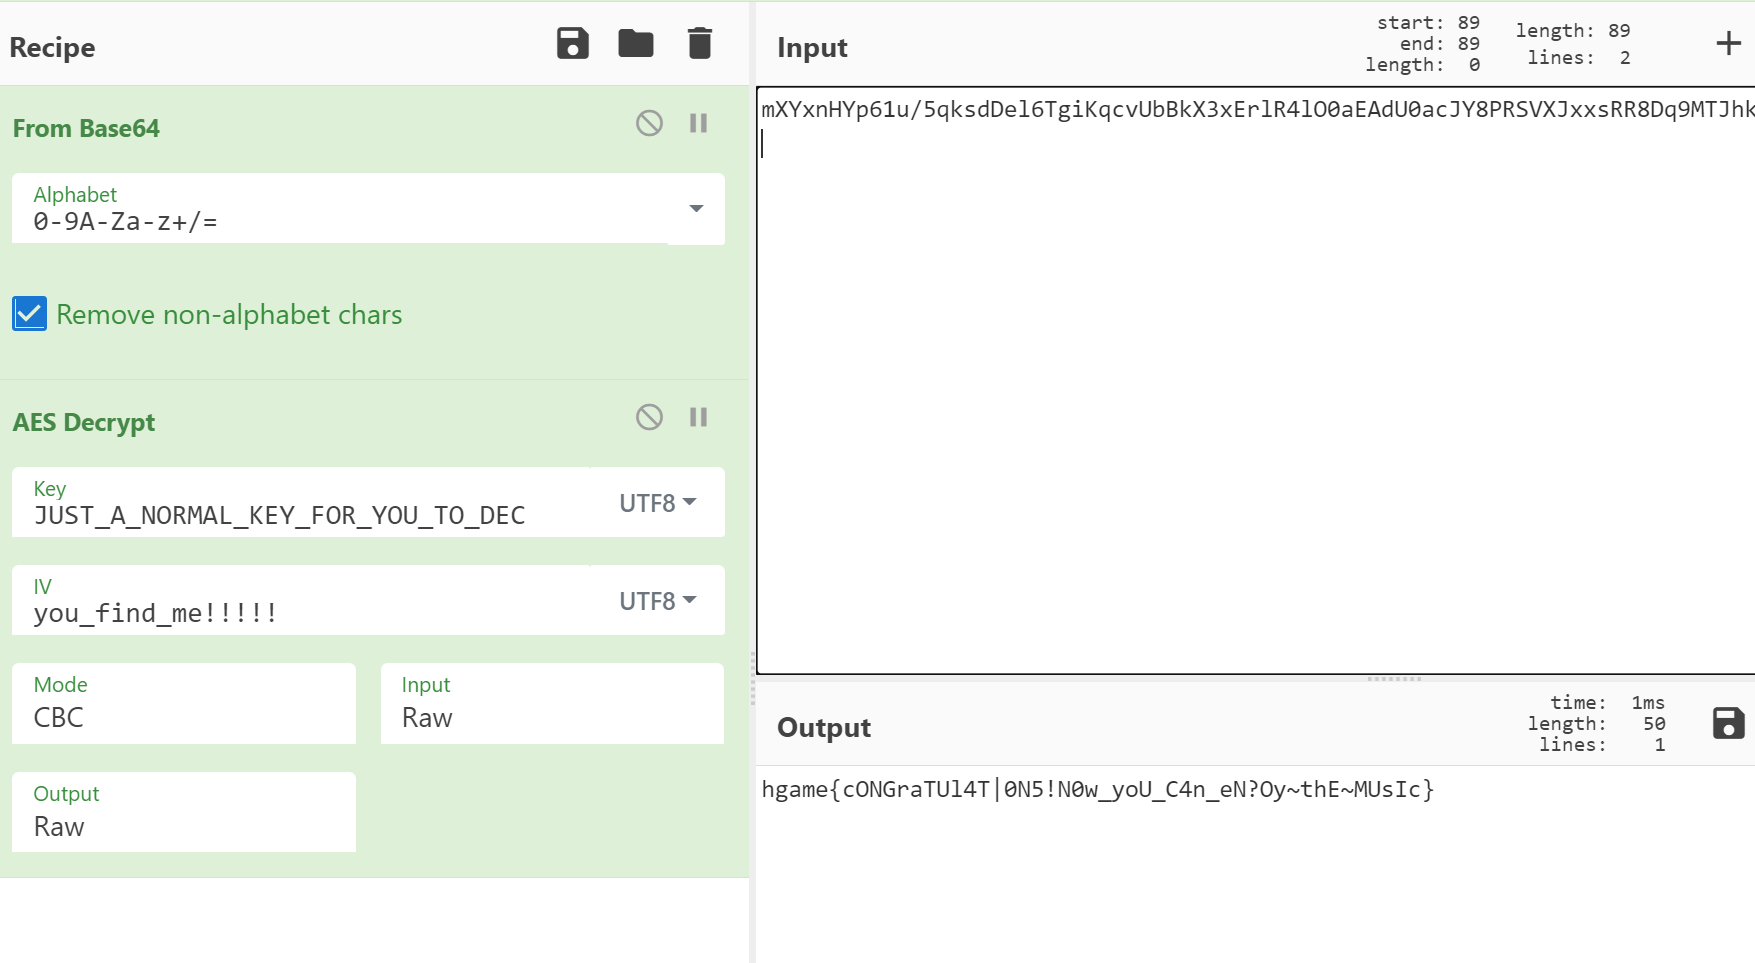 Recipe
From Base64
Alphabet
0-9A-Za-z+/=
Remove non-alphabet chars
AES Decrypt
Key
JUST_A_NORMAL_KEY_FOR_YOU_TO_DEC
UTF8
IV
you_find_me!!!!!
UTF8
Mode
CBC
Input
Raw
Output
Raw
Input
start: 89
end: 89
length: 0
length: 89
lines: 2
mXYxnHYp61u/5qksdDel6TgiKqcvUbBkX3xErlR4lO0aEAdU0acJY8PRSVXJxxsRR8Dq9MTJhk
Output
time: 1ms
length: 50
lines: 1
hgame{cONGraTUl4T|0N5!N0w_yoU_C4n_eN?Oy~thE~MUsIc}